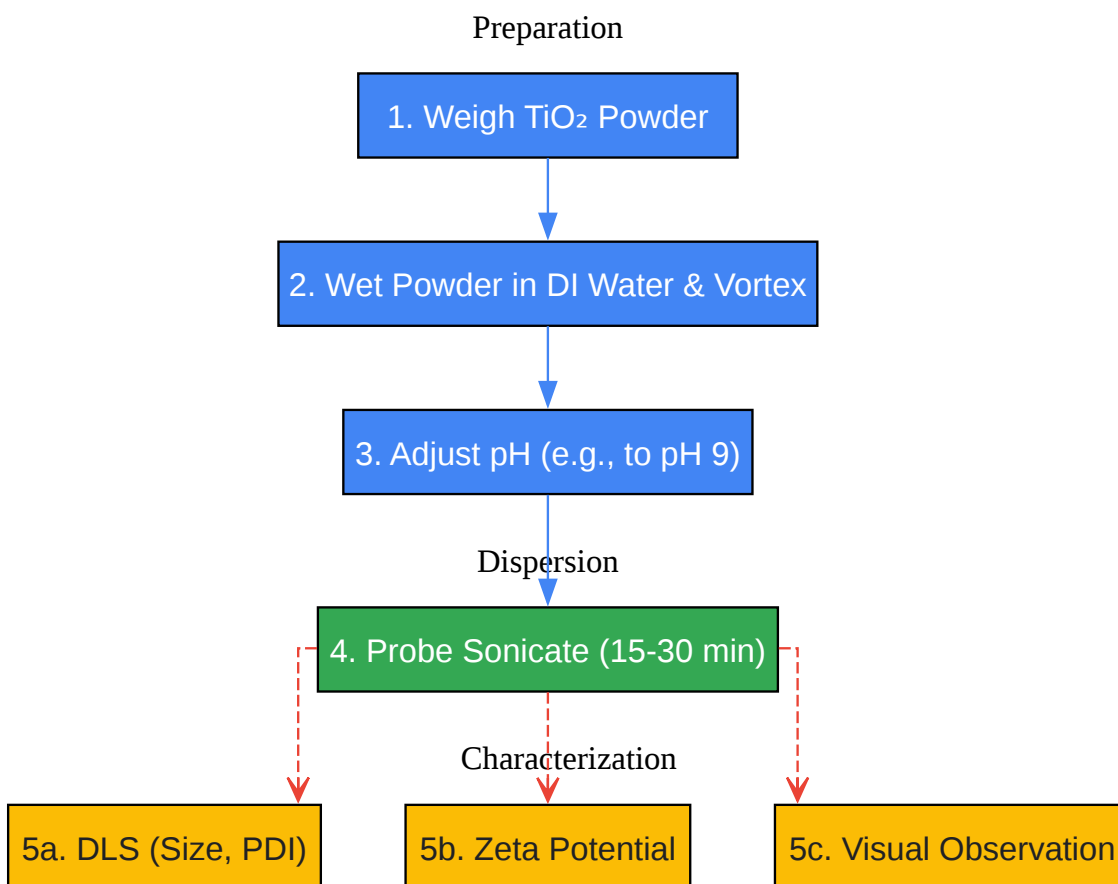 Preparation
1. Weigh TiO₂ Powder
2. Wet Powder in DI Water & Vortex
3. Adjust pH (e.g., to pH 9)
Dispersion
4. Probe Sonicate (15-30 min)
Characterization
5a. DLS (Size, PDI)
5b. Zeta Potential
5c. Visual Observation